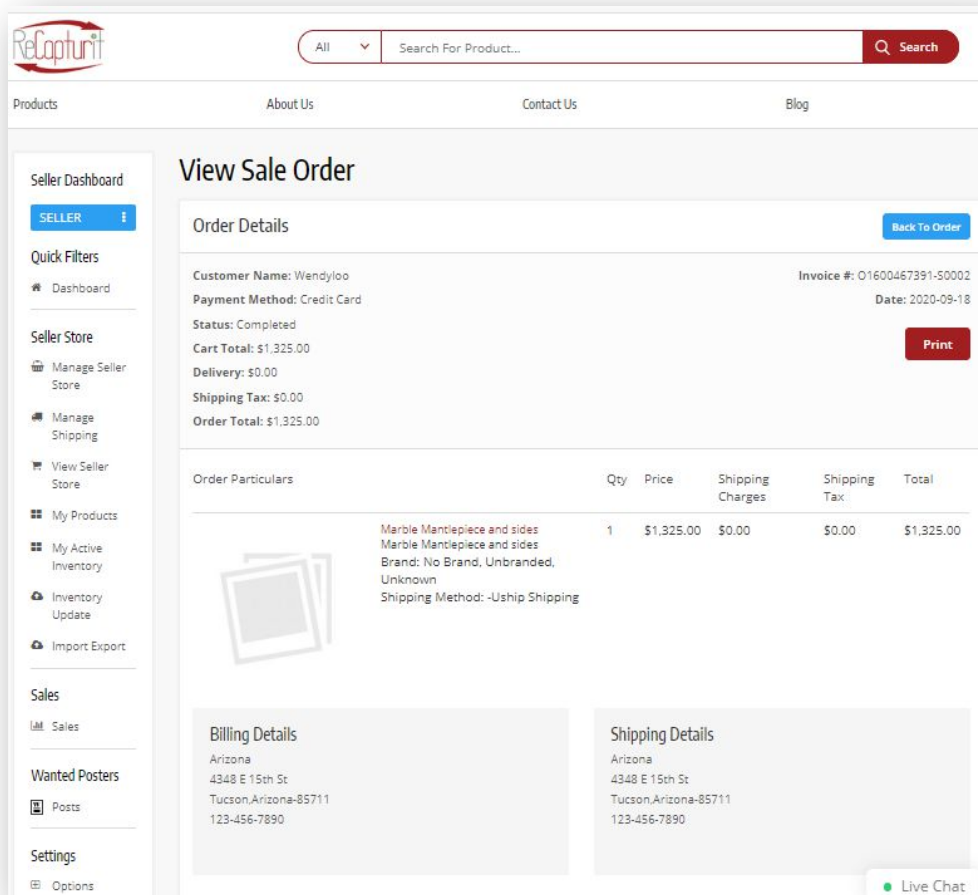 ReCapturit
All
Search For Product...
Search
Products
About Us
Contact Us
Blog
Seller Dashboard
SELLER
Quick Filters
Dashboard
Seller Store
Manage Seller
Store
Manage
Shipping
View Seller
Store
My Products
My Active
Inventory
Inventory
Update
Import Export
Sales
Sales
Wanted Posters
Posts
Settings
Options
View Sale Order
Order Details
Back To Order
Customer Name: Wendyloo
Payment Method: Credit Card
Status: Completed
Cart Total: $1,325.00
Delivery: $0.00
Shipping Tax: $0.00
Order Total: $1,325.00
Invoice #: O1600467391-S0002
Date: 2020-09-18
Print
Order Particulars
Qty
Price
Shipping
Charges
Shipping
Tax
Total
Marble Mantlepiece and sides
Marble Mantlepiece and sides
Brand: No Brand, Unbranded,
Unknown
Shipping Method: -Uship Shipping
1
$1,325.00
$0.00
$0.00
$1,325.00
Billing Details
Arizona
4348 E 15th St
Tucson,Arizona-85711
123-456-7890
Shipping Details
Arizona
4348 E 15th St
Tucson,Arizona-85711
123-456-7890
Live Chat